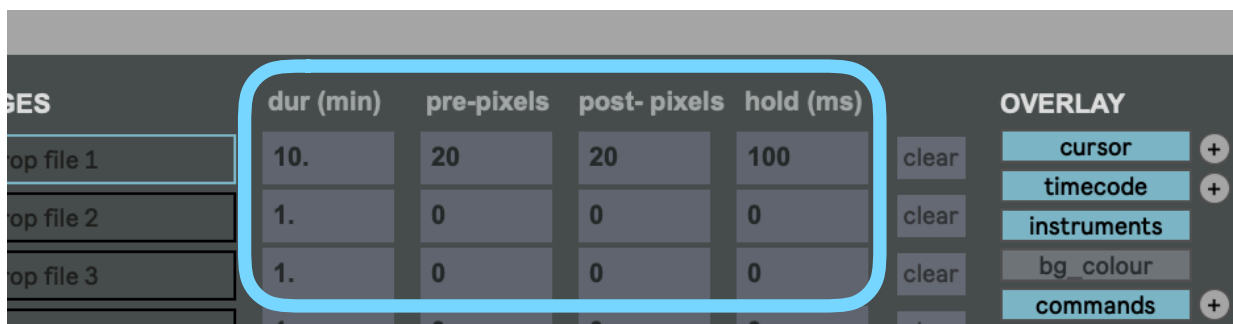 GES dur (min) pre-pixels post- pixels hold (ms) OVERLAY
rop file 1 10. 20 20 100 clear cursor +
timecode +
rop file 2 1. 0 0 0 clear instruments
rop file 3 1. 0 0 0 clear bg_colour
commands +